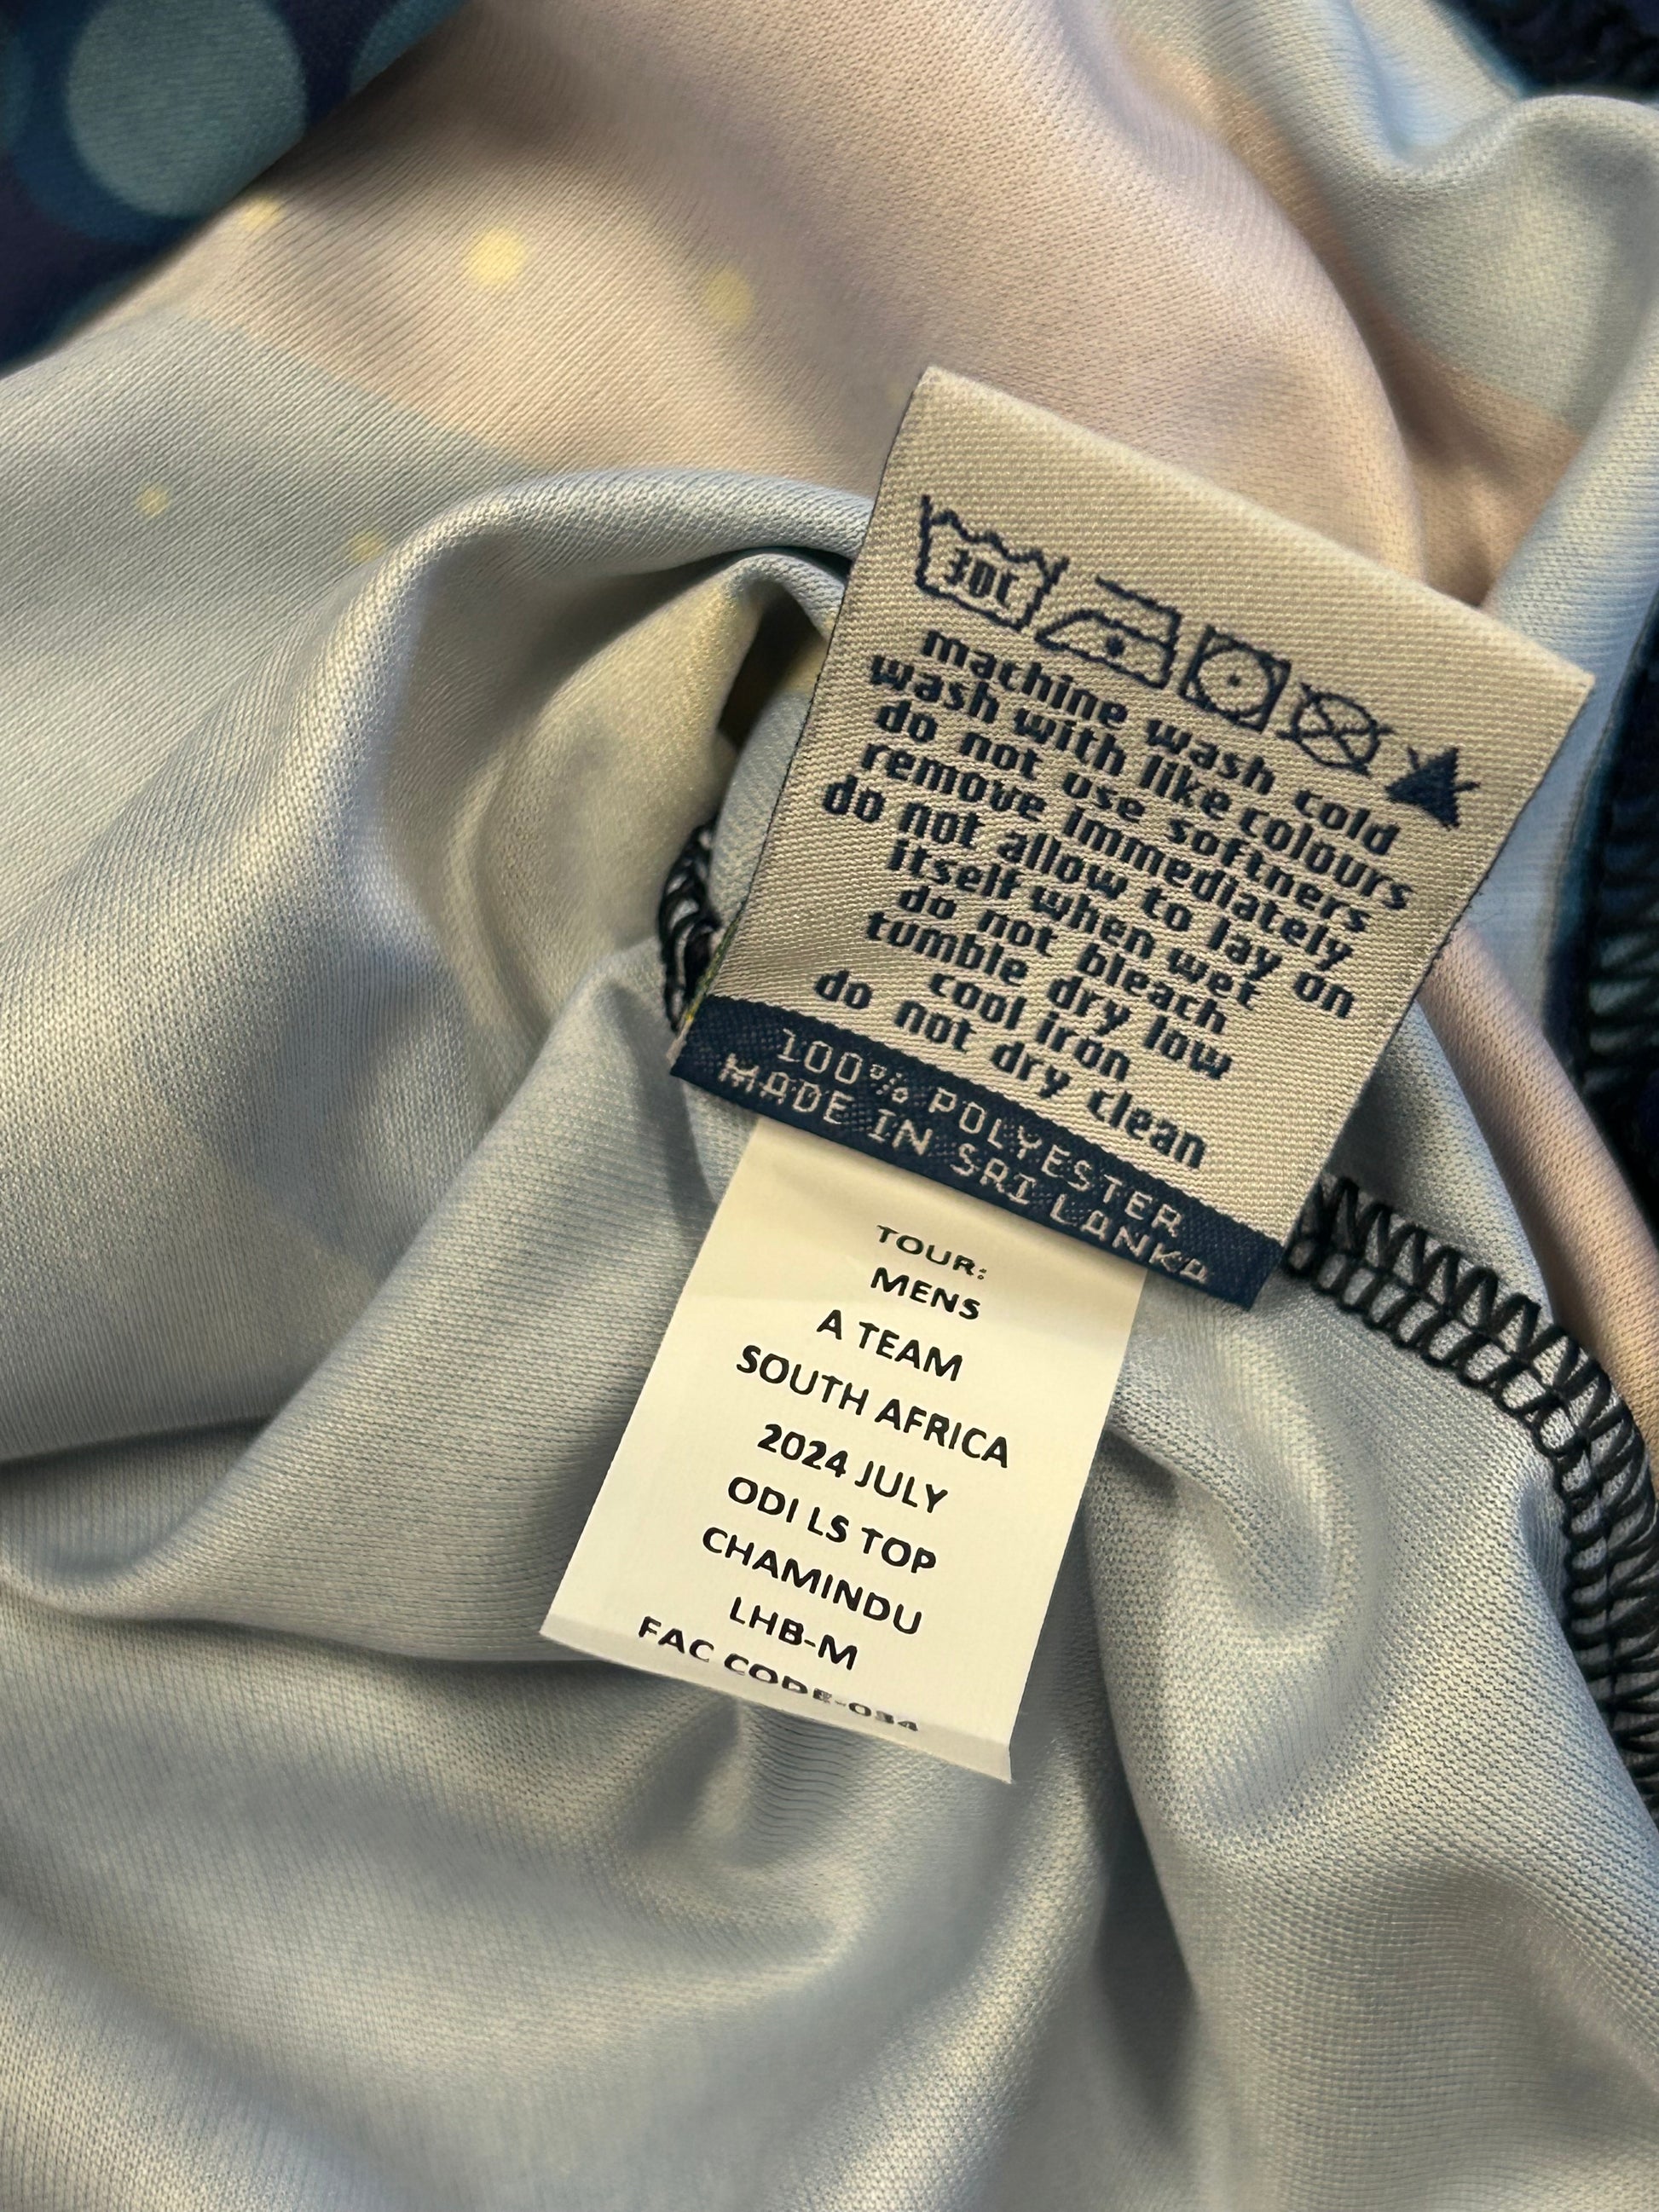 30C
machine wash cold
wash with like colours
do not use softners
remove immediately
do not allow to lay on
itself when wet
do not bleach
tumble dry low
cool iron
do not dry clean
100% POLYESTER
MADE IN SRI LANKA
TOUR:
MENS
A TEAM
SOUTH AFRICA
2024 JULY
ODI LS TOP
CHAMINDU
LHB-M
FAC CODE-034